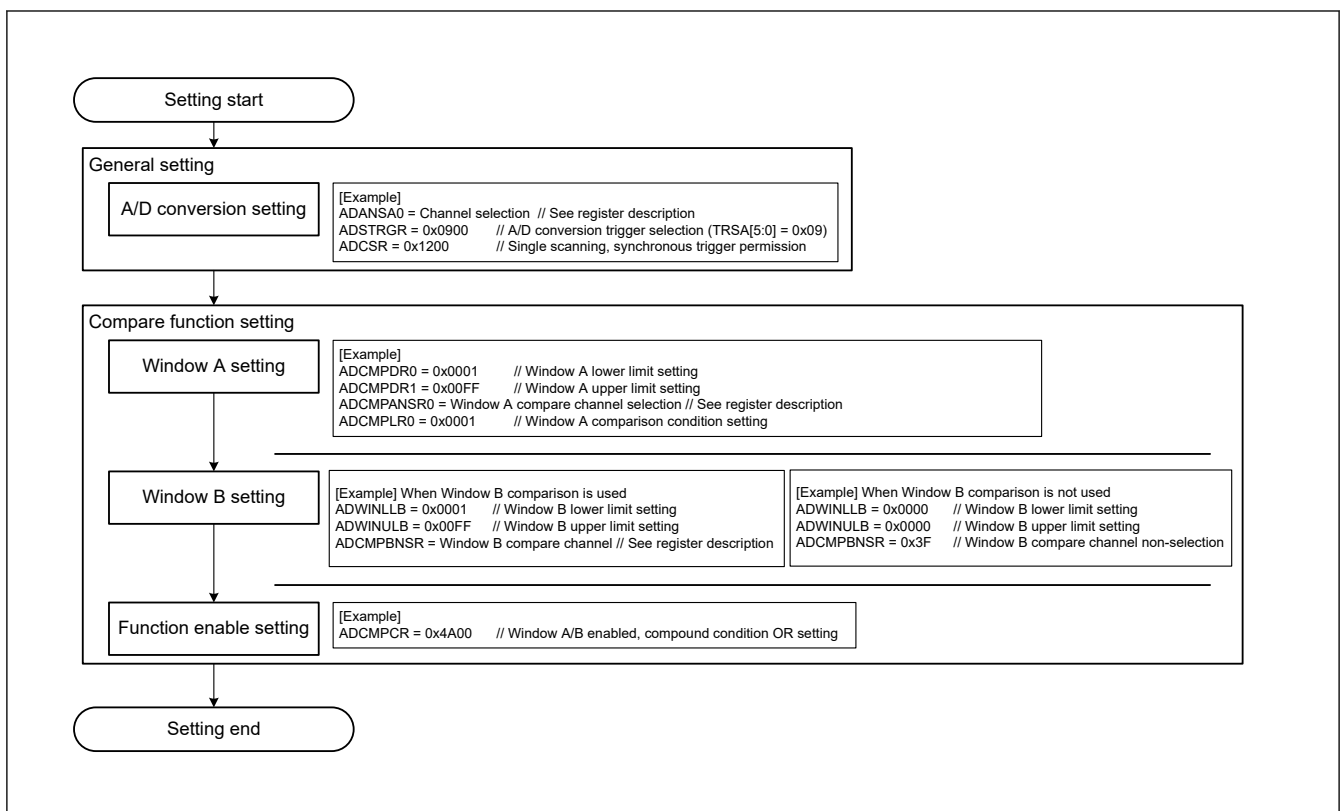 Setting start
General setting
A/D conversion setting
[Example]
ADANSA0 = Channel selection // See register description
ADSTRGR = 0x0900 // A/D conversion trigger selection (TRSA[5:0] = 0x09)
ADCSR = 0x1200 // Single scanning, synchronous trigger permission
Compare function setting
Window A setting
[Example]
ADCMPDR0 = 0x0001 // Window A lower limit setting
ADCMPDR1 = 0x00FF // Window A upper limit setting
ADCMPANSR0 = Window A compare channel selection // See register description
ADCMPLR0 = 0x0001 // Window A comparison condition setting
Window B setting
[Example] When Window B comparison is used
ADWINLLB = 0x0001 // Window B lower limit setting
ADWINULB = 0x00FF // Window B upper limit setting
ADCMPBNSR = Window B compare channel // See register description
[Example] When Window B comparison is not used
ADWINLLB = 0x0000 // Window B lower limit setting
ADWINULB = 0x0000 // Window B upper limit setting
ADCMPBNSR = 0x3F // Window B compare channel non-selection
Function enable setting
[Example]
ADCMPCR = 0x4A00 // Window A/B enabled, compound condition OR setting
Setting end